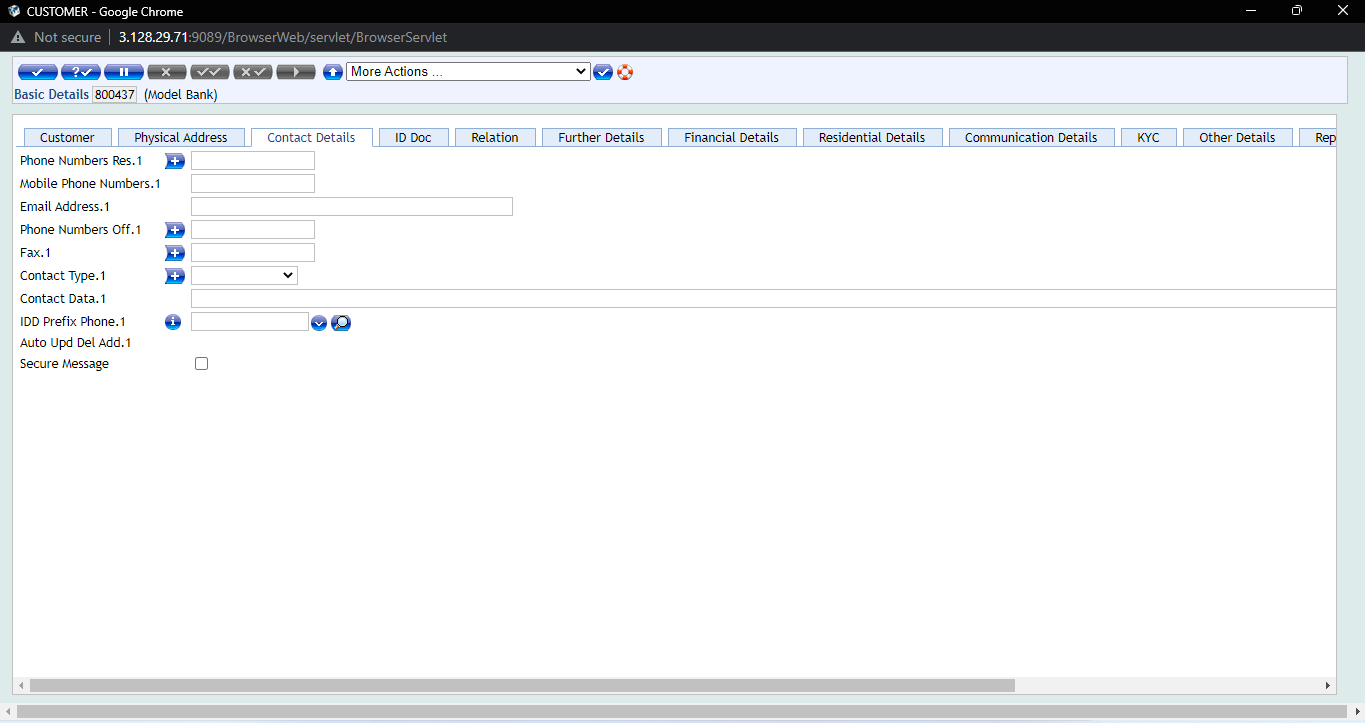 CUSTOMER - Google Chrome
Not secure 3.128.29.71:9089/BrowserWeb/servlet/BrowserServlet
More Actions ...
Basic Details 800437 (Model Bank)
Customer Physical Address Contact Details ID Doc Relation Further Details Financial Details Residential Details Communication Details KYC Other Details Rep
Phone Numbers Res.1
Mobile Phone Numbers.1
Email Address.1
Phone Numbers Off.1
Fax.1
Contact Type.1
Contact Data.1
IDD Prefix Phone.1
Auto Upd Del Add.1
Secure Message